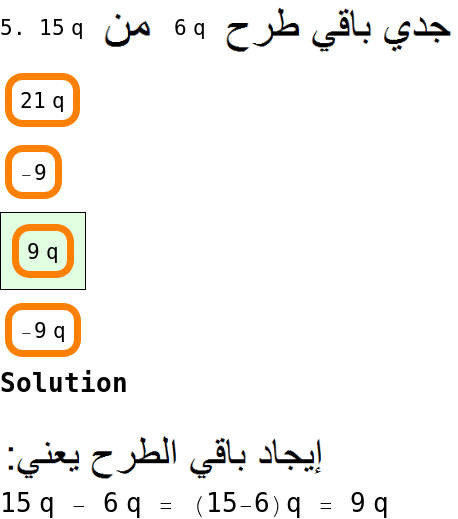 5. جدي باقي طرح 6 q من 15 q
21 q
-9
9 q
-9 q
Solution
إيجاد باقي الطرح يعني:
15 q - 6 q = (15-6)q = 9 q